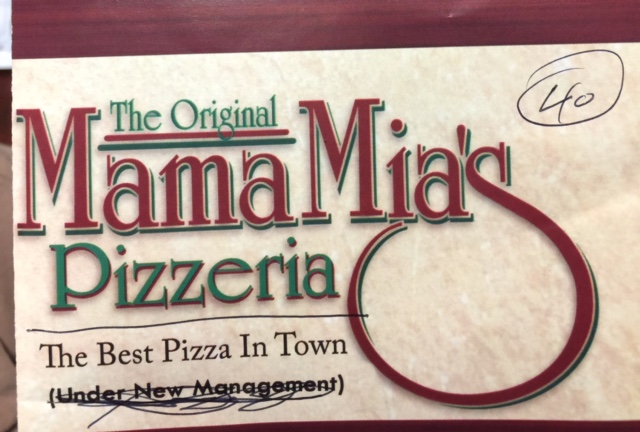 40
The Original
Mama Mia's
Pizzeria
The Best Pizza In Town
(Under New Management)